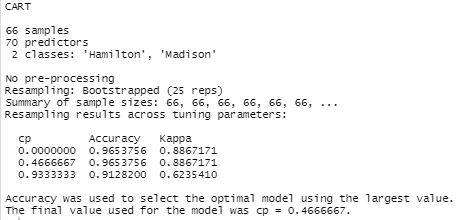 CART
66 samples
70 predictors
2 classes: 'Hamilton', 'Madison'
No pre-processing
Resampling: Bootstrapped (25 reps)
Summary of sample sizes: 66, 66, 66, 66, 66, 66, ...
Resampling results across tuning parameters:
cp Accuracy Kappa
0.0000000 0.9653756 0.8867171
0.4666667 0.9653756 0.8867171
0.9333333 0.9128200 0.6235410
Accuracy was used to select the optimal model using the largest value.
The final value used for the model was cp = 0.4666667.